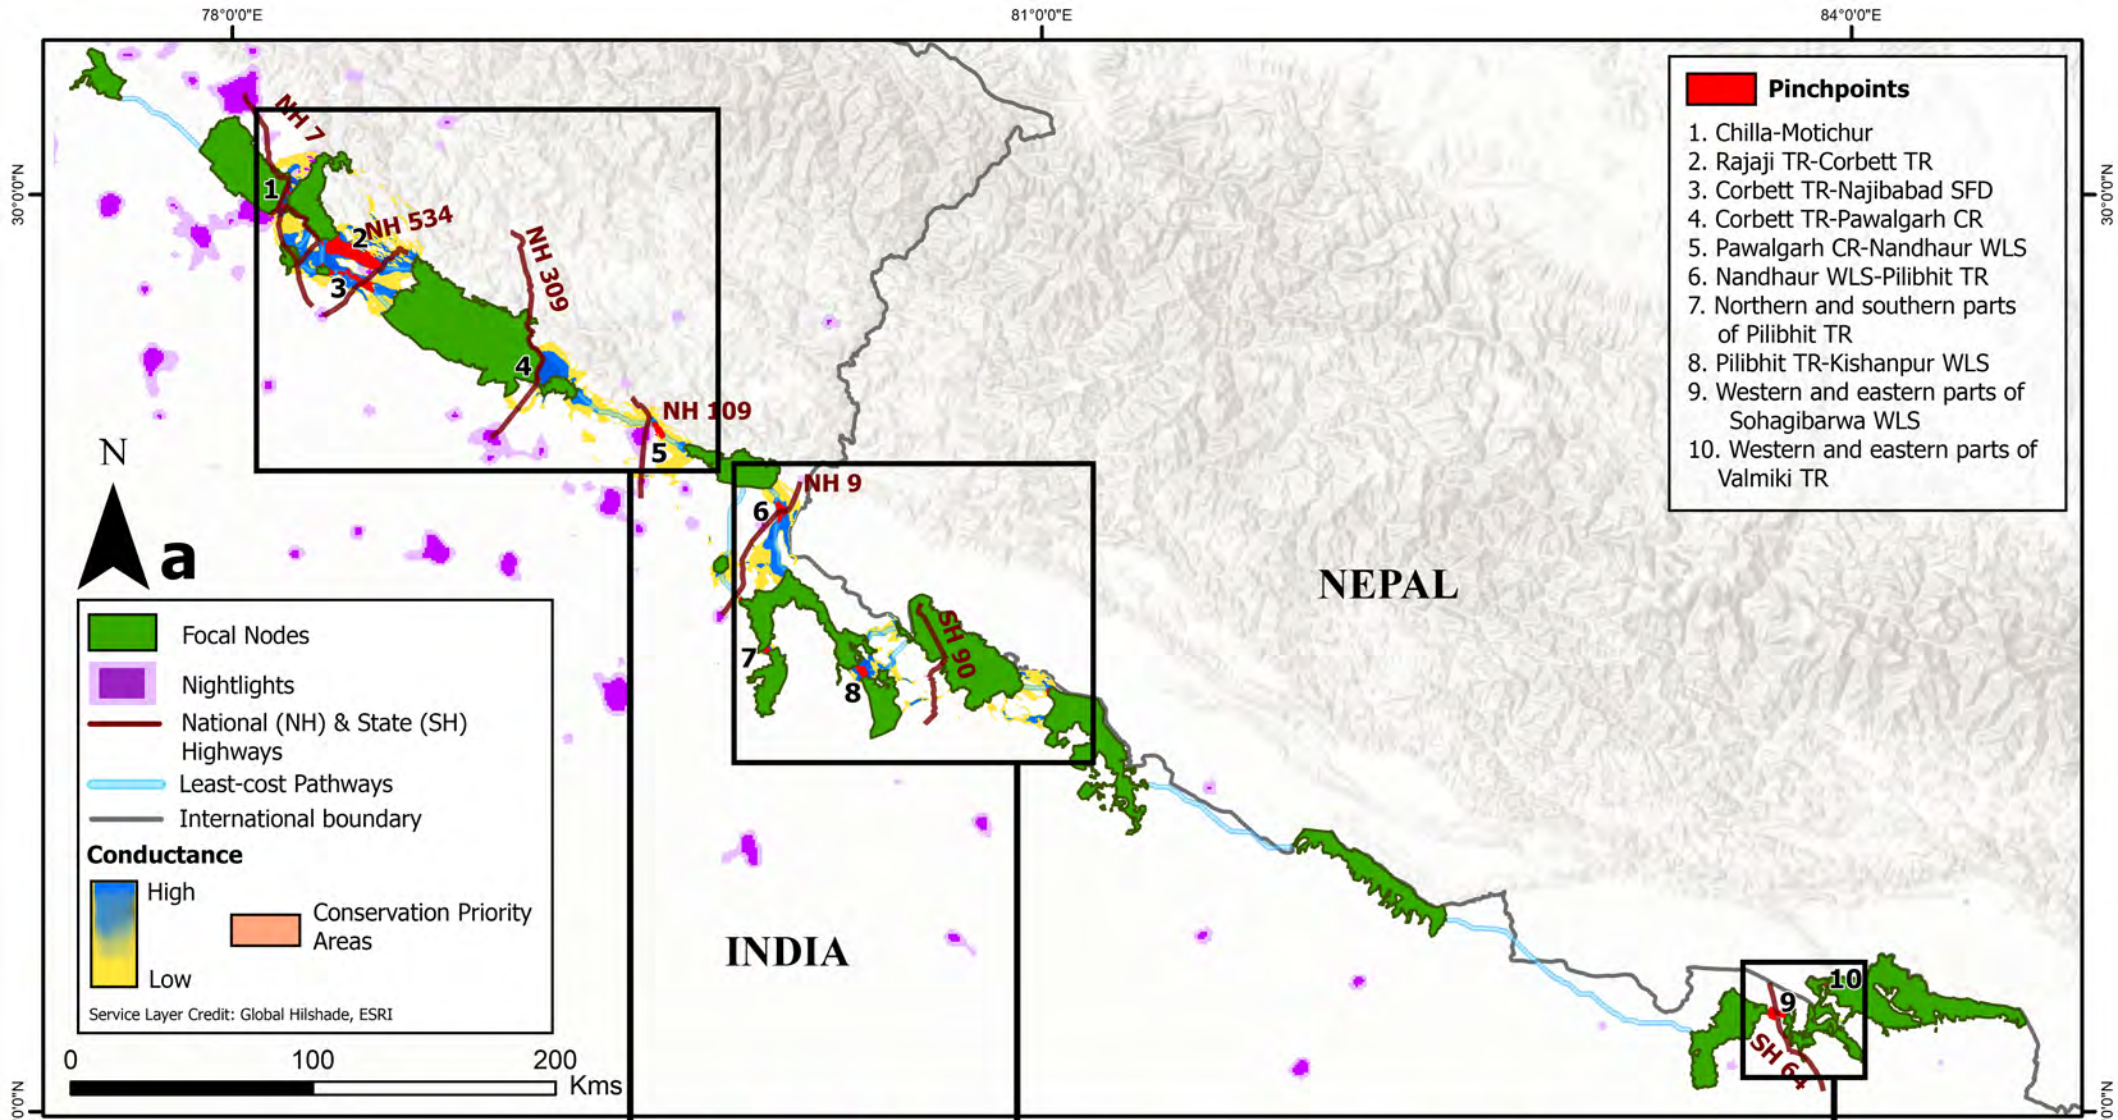 78°0'0"E
81°0'0"E
84°0'0"E
30°0'0"N
30°0'0"N
Pinchpoints
1. Chilla-Motichur
2. Rajaji TR-Corbett TR
3. Corbett TR-Najibabad SFD
4. Corbett TR-Pawalgarh CR
5. Pawalgarh CR-Nandhaur WLS
6. Nandhaur WLS-Pilibhit TR
7. Northern and southern parts
of Pilibhit TR
8. Pilibhit TR-Kishanpur WLS
9. Western and eastern parts of
Sohagibarwa WLS
10. Western and eastern parts of
Valmiki TR
NH 7
1
2
NH 534
3
NH 309
4
NH 109
5
NH 9
6
7
8
SH 90
9
10
SH 64
NEPAL
INDIA
N
a
Focal Nodes
Nightlights
National (NH) & State (SH)
Highways
Least-cost Pathways
International boundary
Conductance
High
Low
Conservation Priority
Areas
Service Layer Credit: Global Hilshade, ESRI
0
100
200
Kms
0'0"N
0'0"N